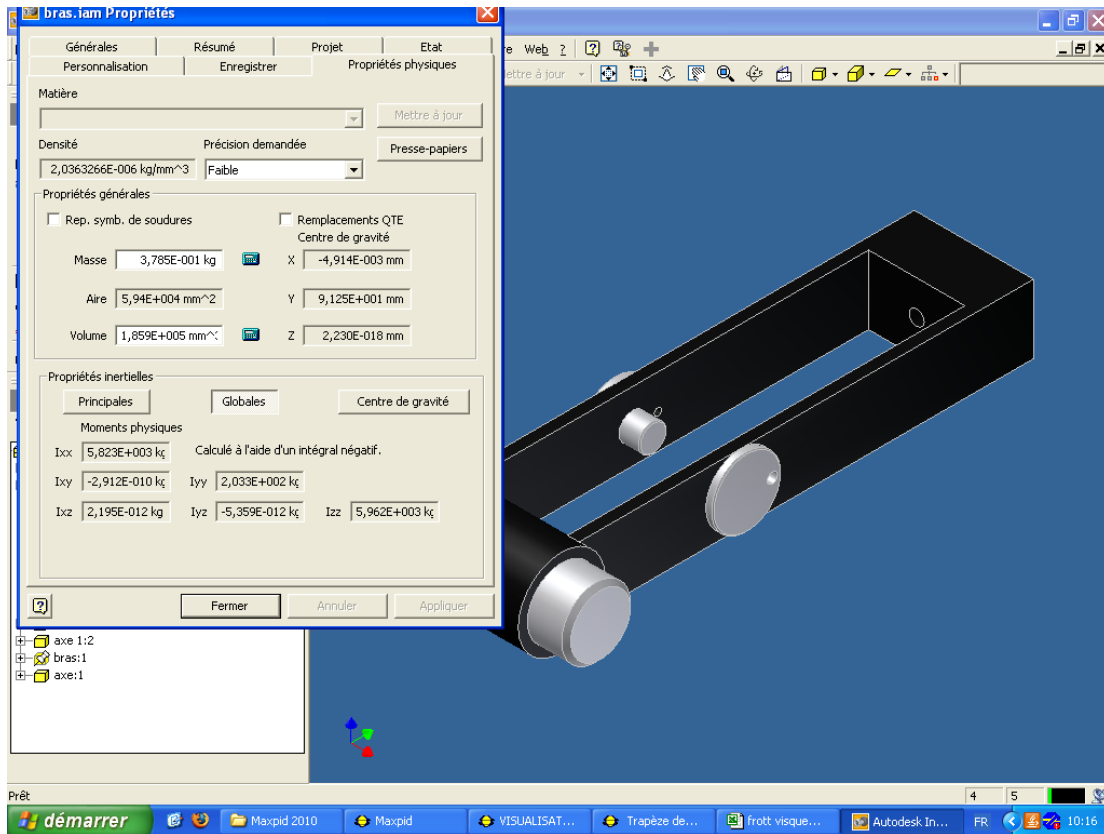 bras.iam Propriétés
Générales Résumé Projet Etat
Personnalisation Enregistrer Propriétés physiques
Web ?
Matière
Mettre à jour
Densité Précision demandée
Presse-papiers
2,0363266E-006 kg/mm^3 Faible
Propriétés générales
Rep. symb. de soudures Remplacements QTE
Centre de gravité
Masse 3,785E-001 kg X -4,914E-003 mm
Aire 5,94E+004 mm^2 Y 9,125E+001 mm
Volume 1,859E+005 mm^ Z 2,230E-018 mm
Propriétés inertielles
Principales Globales Centre de gravité
Moments physiques
Ixx 5,823E+003 kg Calculé à l'aide d'un intégral négatif.
Ixy -2,912E-010 kg Iyy 2,033E+002 kg
Ixz 2,195E-012 kg Iyz -5,359E-012 kg Izz 5,962E+003 kg
Fermer Annuler Appliquer
axe 1:2
bras:1
axe:1
Prêt 4 5
démarrer Maxpid 2010 Maxpid VISUALISAT... Trapèze de... frott visque... Autodesk In... FR 10:16